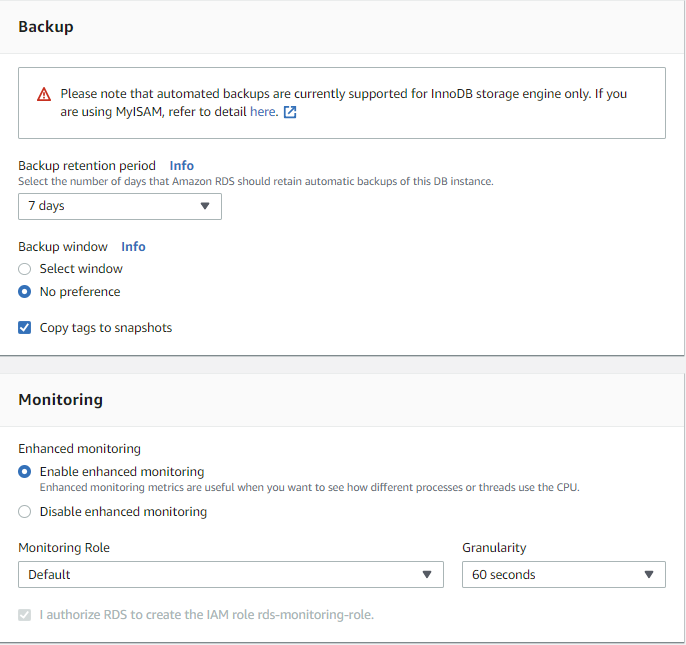 Backup
Please note that automated backups are currently supported for InnoDB storage engine only. If you
are using MyISAM, refer to detail here.
Backup retention period Info
Select the number of days that Amazon RDS should retain automatic backups of this DB instance.
7 days
Backup window Info
Select window
No preference
Copy tags to snapshots
Monitoring
Enhanced monitoring
Enable enhanced monitoring
Enhanced monitoring metrics are useful when you want to see how different processes or threads use the CPU.
Disable enhanced monitoring
Monitoring Role Granularity
Default 60 seconds
I authorize RDS to create the IAM role rds-monitoring-role.